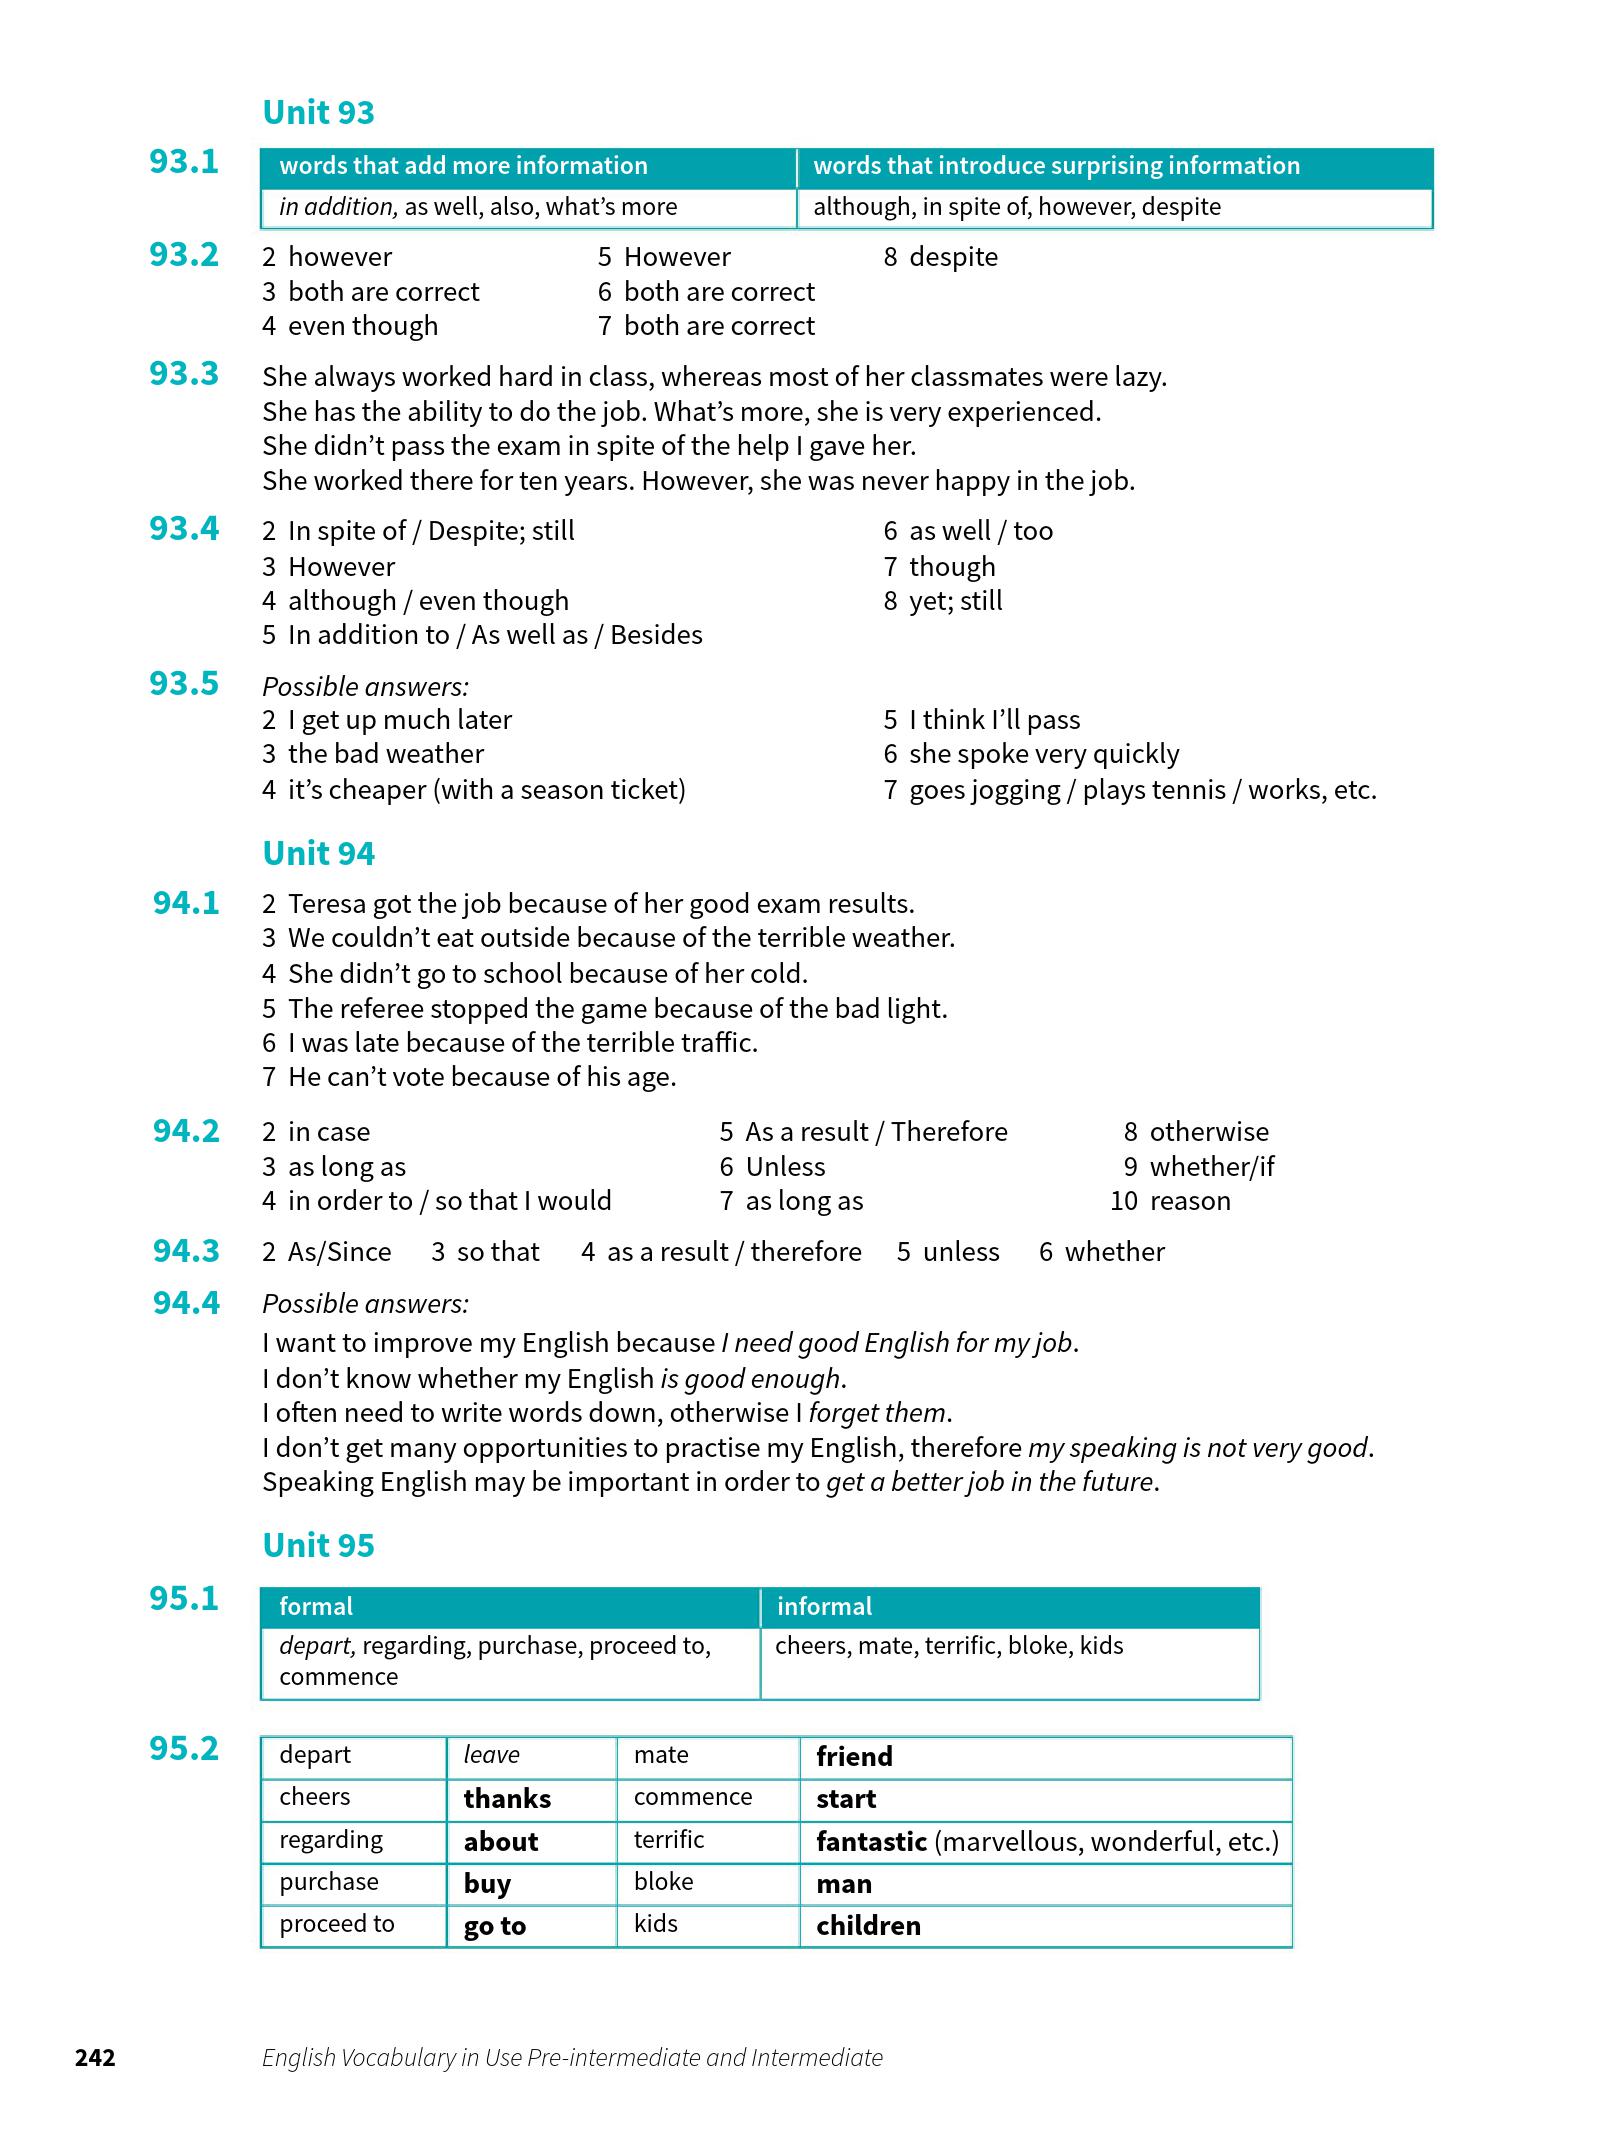 Unit 93
93.1
words that add more information
words that introduce surprising information
in addition, as well, also, what's more
although, in spite of, however, despite
93.2
2 however
3 both are correct
4 even though
5 However
6 both are correct
7 both are correct
8 despite
93.3
She always worked hard in class, whereas most of her classmates were lazy.
She has the ability to do the job. What's more, she is very experienced.
She didn't pass the exam in spite of the help I gave her.
She worked there for ten years. However, she was never happy in the job.
93.4
2 In spite of / Despite; still
3 However
4 although / even though
5 In addition to / As well as / Besides
6 as well / too
7 though
8 yet; still
93.5
Possible answers:
2 I get up much later
3 the bad weather
4 it's cheaper (with a season ticket)
5 I think I'll pass
6 she spoke very quickly
7 goes jogging / plays tennis / works, etc.
Unit 94
94.1
2 Teresa got the job because of her good exam results.
3 We couldn't eat outside because of the terrible weather.
4 She didn't go to school because of her cold.
5 The referee stopped the game because of the bad light.
6 I was late because of the terrible traffic.
7 He can't vote because of his age.
94.2
2 in case
3 as long as
4 in order to / so that I would
5 As a result / Therefore
6 Unless
7 as long as
8 otherwise
9 whether/if
10 reason
94.3
2 As/Since 3 so that 4 as a result / therefore 5 unless 6 whether
94.4
Possible answers:
I want to improve my English because I need good English for my job.
I don't know whether my English is good enough.
I often need to write words down, otherwise I forget them.
I don't get many opportunities to practise my English, therefore my speaking is not very good.
Speaking English may be important in order to get a better job in the future.
Unit 95
95.1
formal
informal
depart, regarding, purchase, proceed to,
commence
cheers, mate, terrific, bloke, kids
95.2
depart leave mate friend
cheers thanks commence start
regarding about terrific fantastic (marvellous, wonderful, etc.)
purchase buy bloke man
proceed to go to kids children
242 English Vocabulary in Use Pre-intermediate and Intermediate